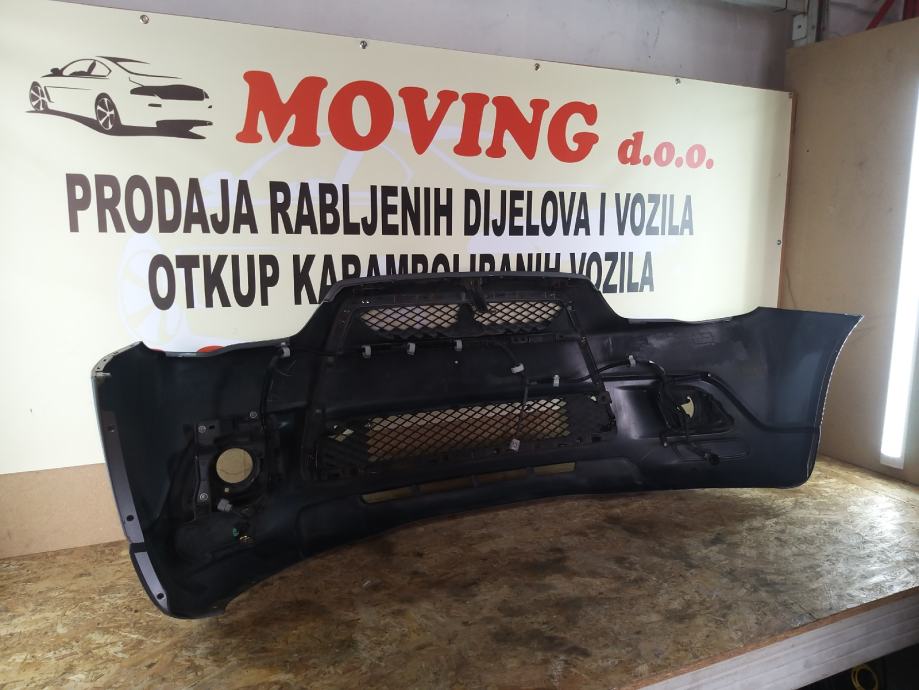 MOVING d.o.o.
PRODAJA RABLJENIH DIJELOVA I VOZILA
OTKUP KARAMBOLIRANIH VOZILA